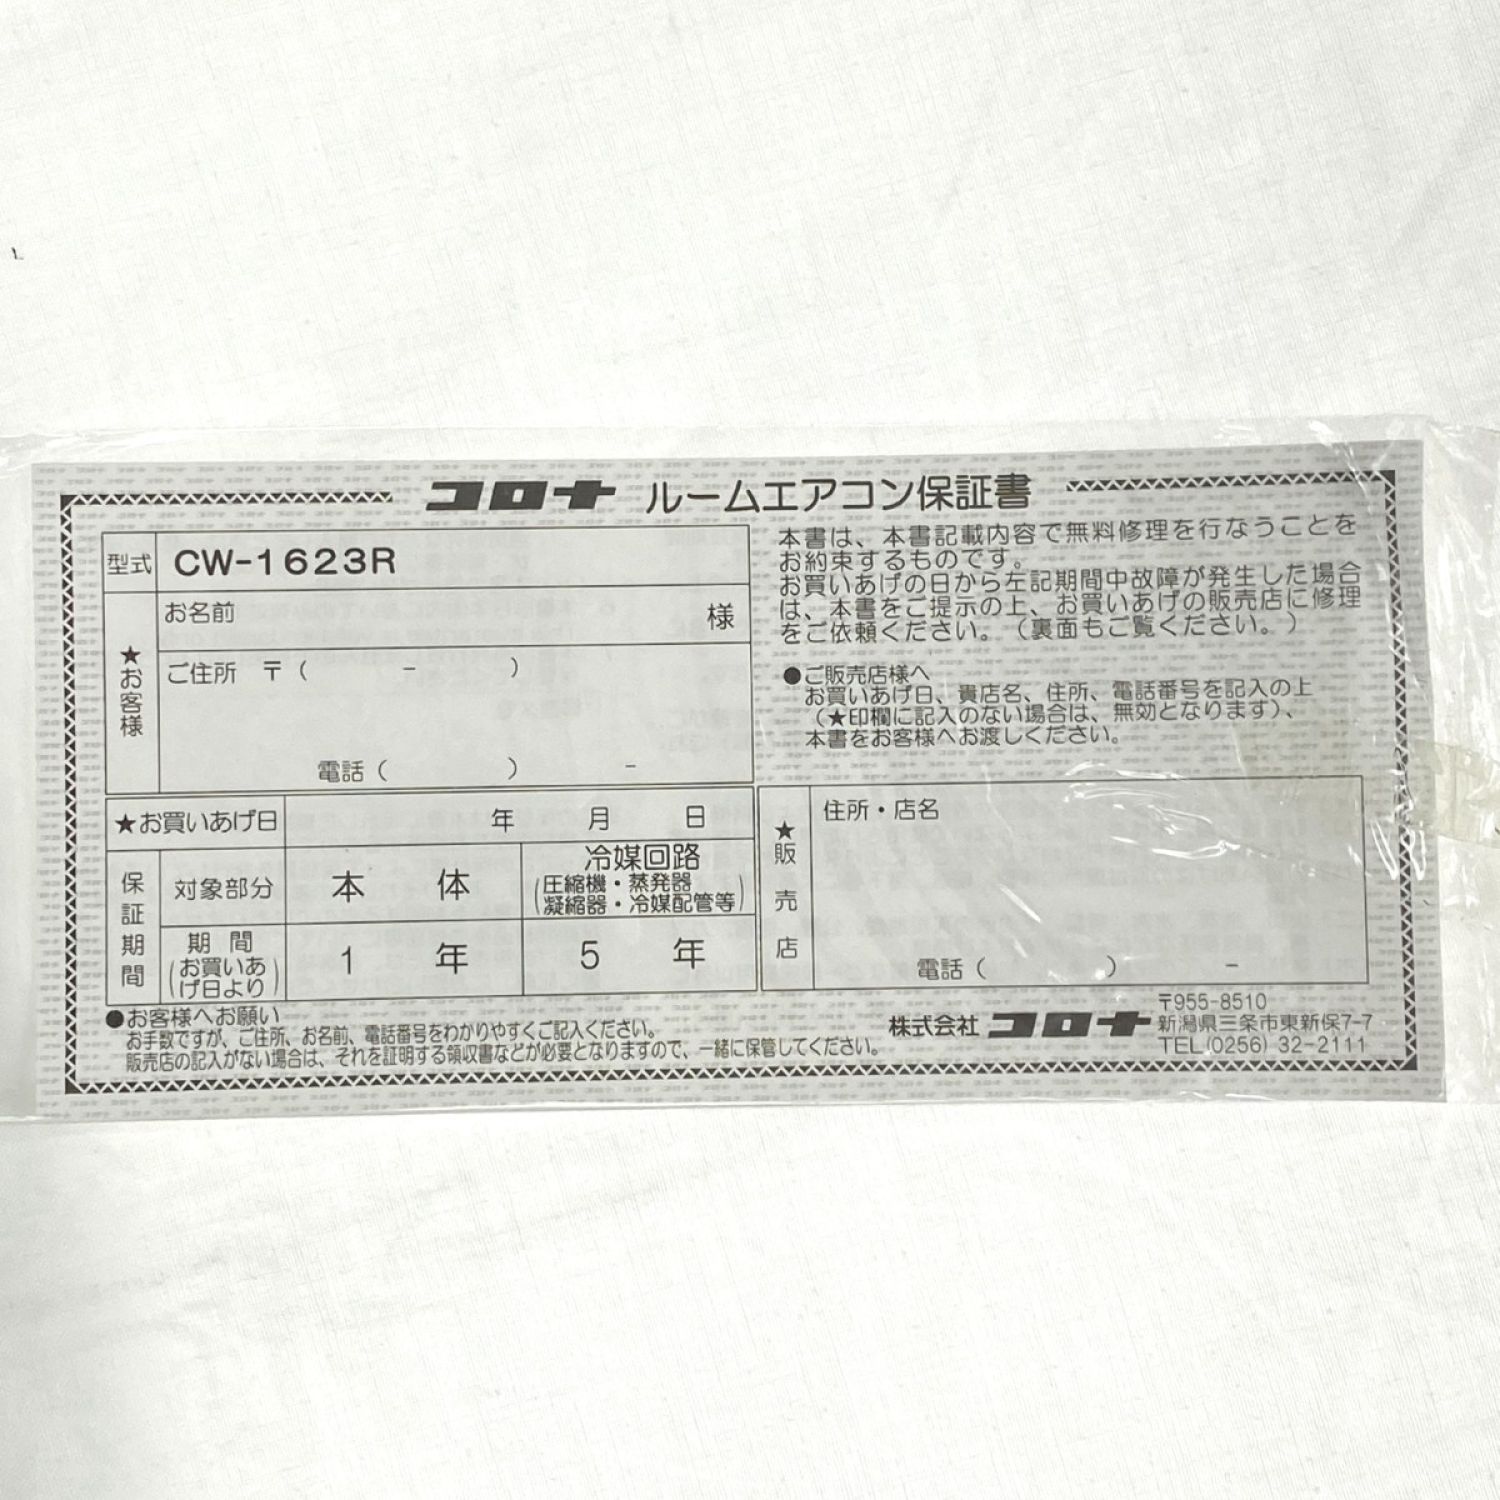 コロナ ルームエアコン保証書
型式 CW-1623R
★お客様
お名前 様
ご住所 〒( - )
電話( ) -
★お買いあげ日 年 月 日
保証期間
対象部分 本体 冷媒回路
(圧縮機・蒸発器
凝縮器・冷媒配管等)
期間 1年 5年
(お買いあ
げ日より)
本書は、本書記載内容で無料修理を行なうことを
お約束するものです。
お買いあげの日から左記期間中故障が発生した場合
は、本書をご提示の上、お買いあげの販売店に修理
をご依頼ください。(裏面もご覧ください。)
●ご販売店様へ
お買いあげ日、貴店名、住所、電話番号を記入の上
(★印欄に記入のない場合は、無効となります)、
本書をお客様へお渡しください。
★販売店
住所・店名
電話( ) -
●お客様へお願い
お手数ですが、ご住所、お名前、電話番号をわかりやすくご記入ください。
販売店の記入がない場合は、それを証明する領収書などが必要となりますので、一緒に保管してください。
株式会社 コロナ
〒955-8510
新潟県三条市東新保7-7
TEL(0256)32-2111